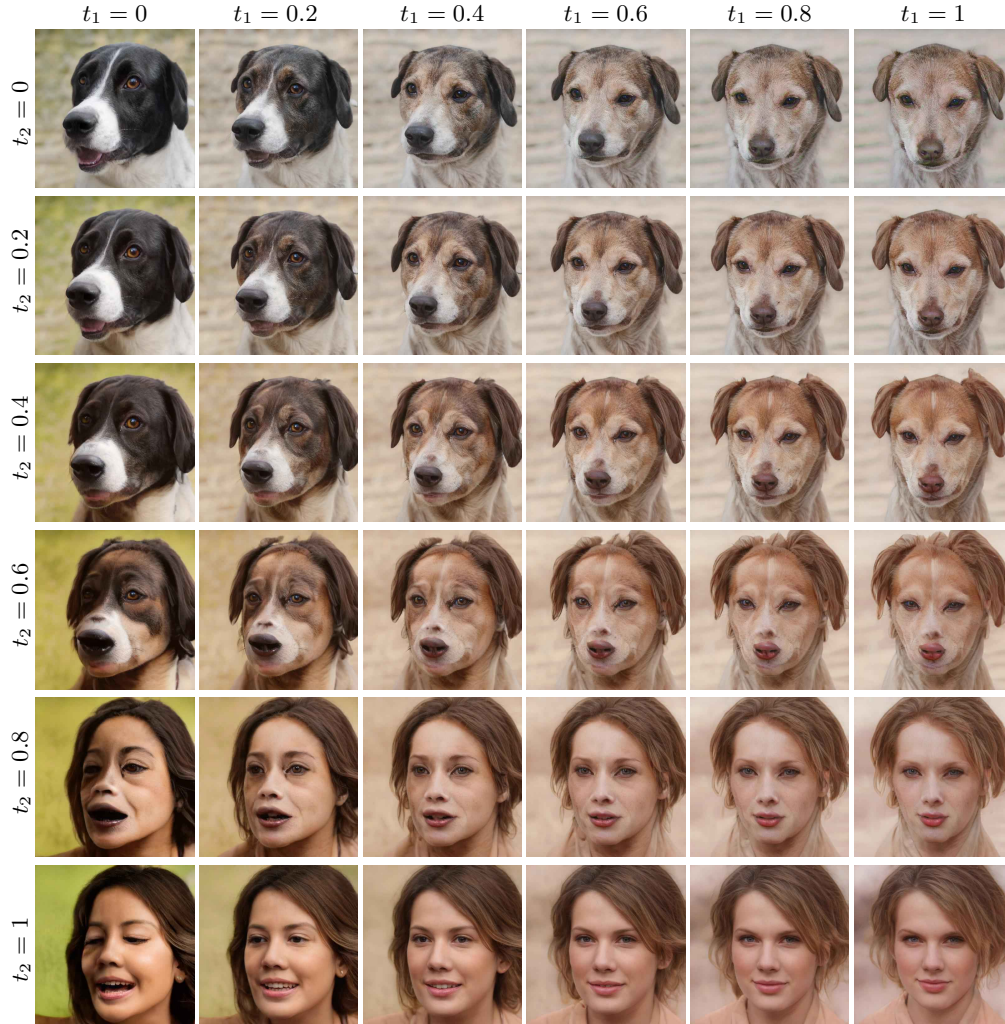 t₁ = 0 t₁ = 0.2 t₁ = 0.4 t₁ = 0.6 t₁ = 0.8 t₁ = 1
t₂ = 0
t₂ = 0.2
t₂ = 0.4
t₂ = 0.6
t₂ = 0.8
t₂ = 1